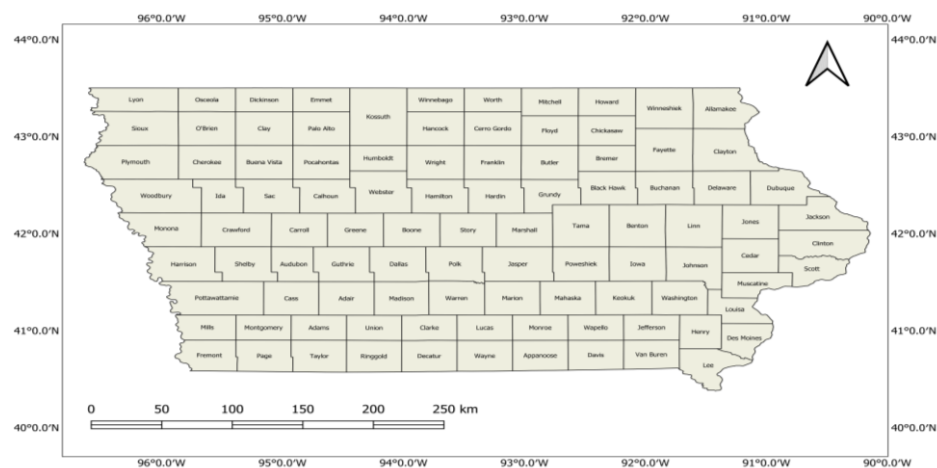 96°0.0'W 95°0.0'W 94°0.0'W 93°0.0'W 92°0.0'W 91°0.0'W 90°0.0'W
44°0.0'N 44°0.0'N
Lyon Osceola Dickinson Emmet Winnebago Worth Mitchell Howard Winneshiek Allamakee
Kossuth
Sioux O'Brien Clay Palo Alto Hancock Cerro Gordo Floyd Chickasaw
43°0.0'N 43°0.0'N
Plymouth Cherokee Buena Vista Pocahontas Humboldt Wright Franklin Butler Bremer Fayette Clayton
Woodbury Ida Sac Calhoun Webster Hamilton Hardin Grundy Black Hawk Buchanan Delaware Dubuque
Monona Crawford Carroll Greene Boone Story Marshall Tama Benton Linn Jones Jackson
42°0.0'N 42°0.0'N
Clinton
Harrison Shelby Audubon Guthrie Dallas Polk Jasper Poweshiek Iowa Johnson Cedar Scott
Muscatine
Pottawattamie Cass Adair Madison Warren Marion Mahaska Keokuk Washington
Louisa
41°0.0'N 41°0.0'N
Mills Montgomery Adams Union Clarke Lucas Monroe Wapello Jefferson Henry Des Moines
Fremont Page Taylor Ringgold Decatur Wayne Appanoose Davis Van Buren Lee
0 50 100 150 200 250 km
40°0.0'N 40°0.0'N
96°0.0'W 95°0.0'W 94°0.0'W 93°0.0'W 92°0.0'W 91°0.0'W 90°0.0'W